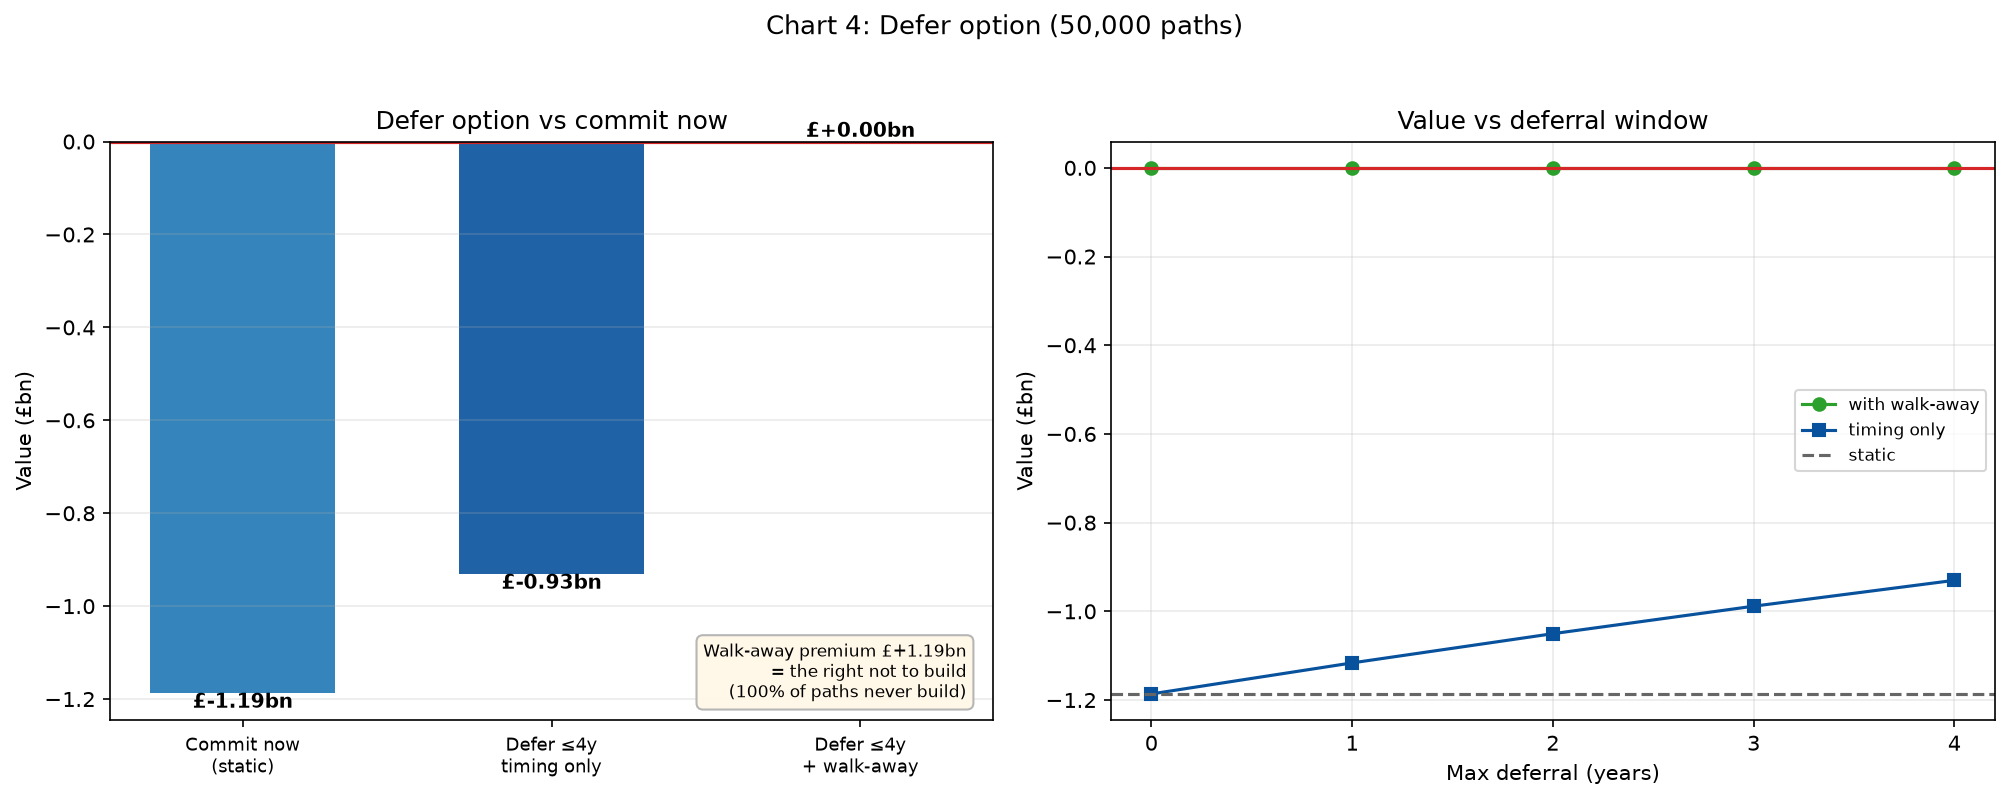 Chart 4: Defer option (50,000 paths)
Defer option vs commit now
£+0.00bn
0.0
−0.2
−0.4
−0.6
−0.8
−1.0
−1.2
Value (£bn)
£-1.19bn
£-0.93bn
Walk-away premium £+1.19bn
= the right not to build
(100% of paths never build)
Commit now
(static)
Defer ≤4y
timing only
Defer ≤4y
+ walk-away
Value vs deferral window
0.0
−0.2
−0.4
−0.6
−0.8
−1.0
−1.2
Value (£bn)
with walk-away
timing only
static
0 1 2 3 4
Max deferral (years)